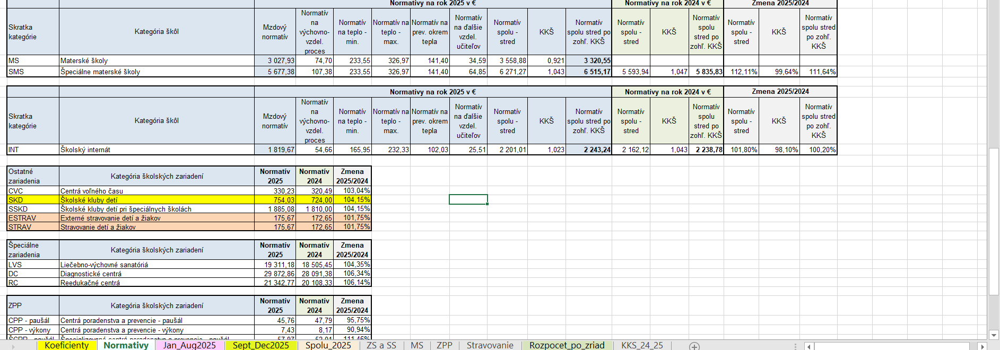 Normatívy na rok 2025 v € Normatívy na rok 2024 v € Zmena 2025/2024
Skratka kategórie Kategória škôl Mzdový normatív Normatív na výchovno-vzdel. proces Normatív na teplo - min. Normatív na teplo - max. Normatív na prev. okrem tepla Normatív na ďalšie vzdel. učiteľov Normatív spolu - stred KKŠ Normatív spolu stred po zohľ. KKŠ Normatív spolu - stred KKŠ Normatív spolu stred po zohľ. KKŠ Normatív spolu - stred KKŠ Normatív spolu stred po zohľ. KKŠ
MS Materské školy 3 027,93 74,70 233,55 326,97 141,40 34,59 3 558,88 0,921 3 320,55
SMS Špeciálne materské školy 5 677,38 107,38 233,55 326,97 141,40 64,85 6 271,27 1,043 6 515,17 5 593,94 1,047 5 835,83 112,11% 99,64% 111,64%
Normatívy na rok 2025 v € Normatívy na rok 2024 v € Zmena 2025/2024
Skratka kategórie Kategória škôl Mzdový normatív Normatív na výchovno-vzdel. proces Normatív na teplo - min. Normatív na teplo - max. Normatív na prev. okrem tepla Normatív na ďalšie vzdel. učiteľov Normatív spolu - stred KKŠ Normatív spolu stred po zohľ. KKŠ Normatív spolu - stred KKŠ Normatív spolu stred po zohľ. KKŠ Normatív spolu - stred KKŠ Normatív spolu stred po zohľ. KKŠ
INT Školský internát 1 819,67 54,66 165,95 232,33 102,03 25,51 2 201,01 1,023 2 243,24 2 162,12 1,043 2 238,78 101,80% 98,10% 100,20%
Ostatné zariadenia Kategória školských zariadení Normatív 2025 Normatív 2024 Zmena 2025/2024
CVC Centrá voľného času 330,23 320,49 103,04%
SKD Školské kluby detí 754,03 724,00 104,15%
SSKD Školské kluby detí pri špeciálnych školách 1 885,08 1 810,00 104,15%
ESTRAV Externé stravovanie detí a žiakov 175,67 172,65 101,75%
STRAV Stravovanie detí a žiakov 175,67 172,65 101,75%
Špeciálne zariadenia Kategória školských zariadení Normatív 2025 Normatív 2024 Zmena 2025/2024
LVS Liečebno-výchovné sanatóriá 19 311,18 18 505,45 104,35%
DC Diagnostické centrá 29 872,86 28 091,38 106,34%
RC Reedukačné centrá 21 342,77 20 108,33 106,14%
ZPP Kategória školských zariadení Normatív 2025 Normatív 2024 Zmena 2025/2024
CPP - paušál Centrá poradenstva a prevencie - paušál 45,76 47,79 95,75%
CPP - výkony Centrá poradenstva a prevencie - výkony 7,43 8,17 90,94%
ŠCPP - paušál Špecializované centrá poradenstva a prevencie - paušál 57,97 52,01 111,46%
Koeficienty Normativy Jan_Aug2025 Sept_Dec2025 Spolu_2025 ZS a SS MS ZPP Stravovanie Rozpocet_po_zriad KKS_24_25